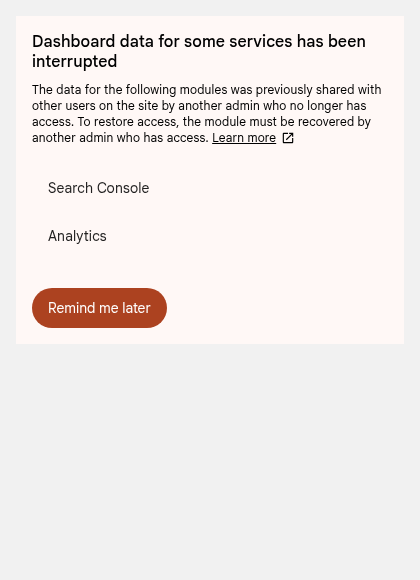 Dashboard data for some services has been
interrupted
The data for the following modules was previously shared with
other users on the site by another admin who no longer has
access. To restore access, the module must be recovered by
another admin who has access. Learn more
Search Console
Analytics
Remind me later